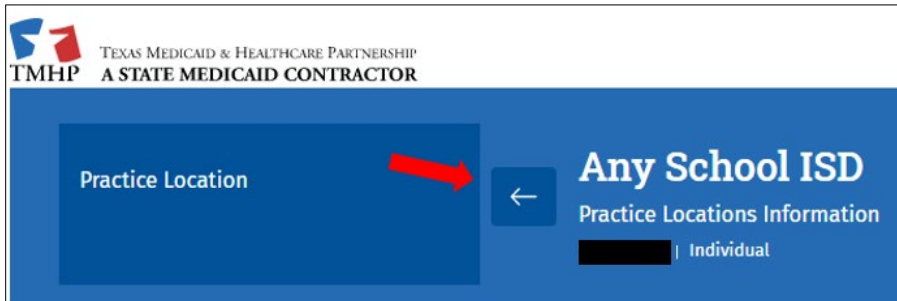 TMHP
TEXAS MEDICAID & HEALTHCARE PARTNERSHIP
A STATE MEDICAID CONTRACTOR
Practice Location
Any School ISD
Practice Locations Information
| Individual